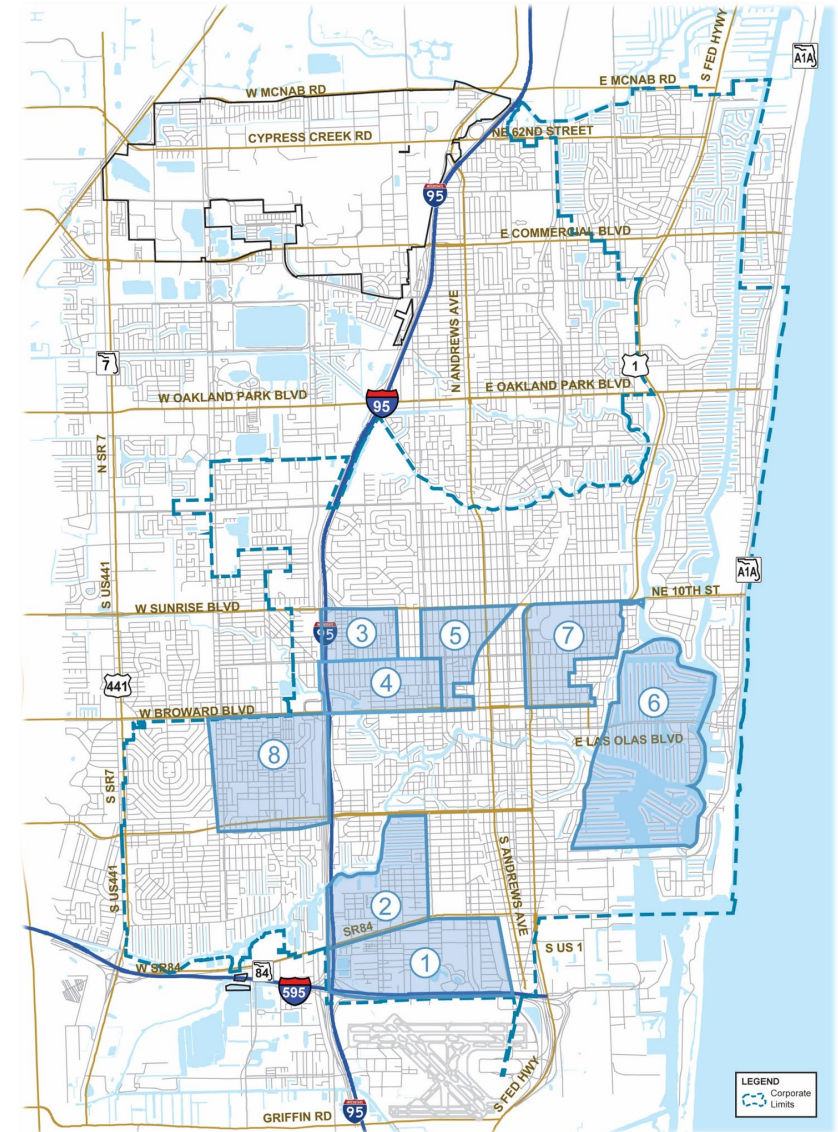 A1A
S FED HYWY
E MCNAB RD
W MCNAB RD
CYPRESS CREEK RD
NE 62ND STREET
95
E COMMERCIAL BLVD
N ANDREWS AVE
7
1
E OAKLAND PARK BLVD
W OAKLAND PARK BLVD
95
N SR 7
A1A
S US441
NE 10TH ST
W SUNRISE BLVD
95
3
5
7
4
441
6
W BROWARD BLVD
E LAS OLAS BLVD
8
S SR7
S ANDREWS AVE
S US441
2
SR84
S US 1
1
W SR84
84
595
S FED HWY
95
GRIFFIN RD
LEGEND
Corporate
Limits